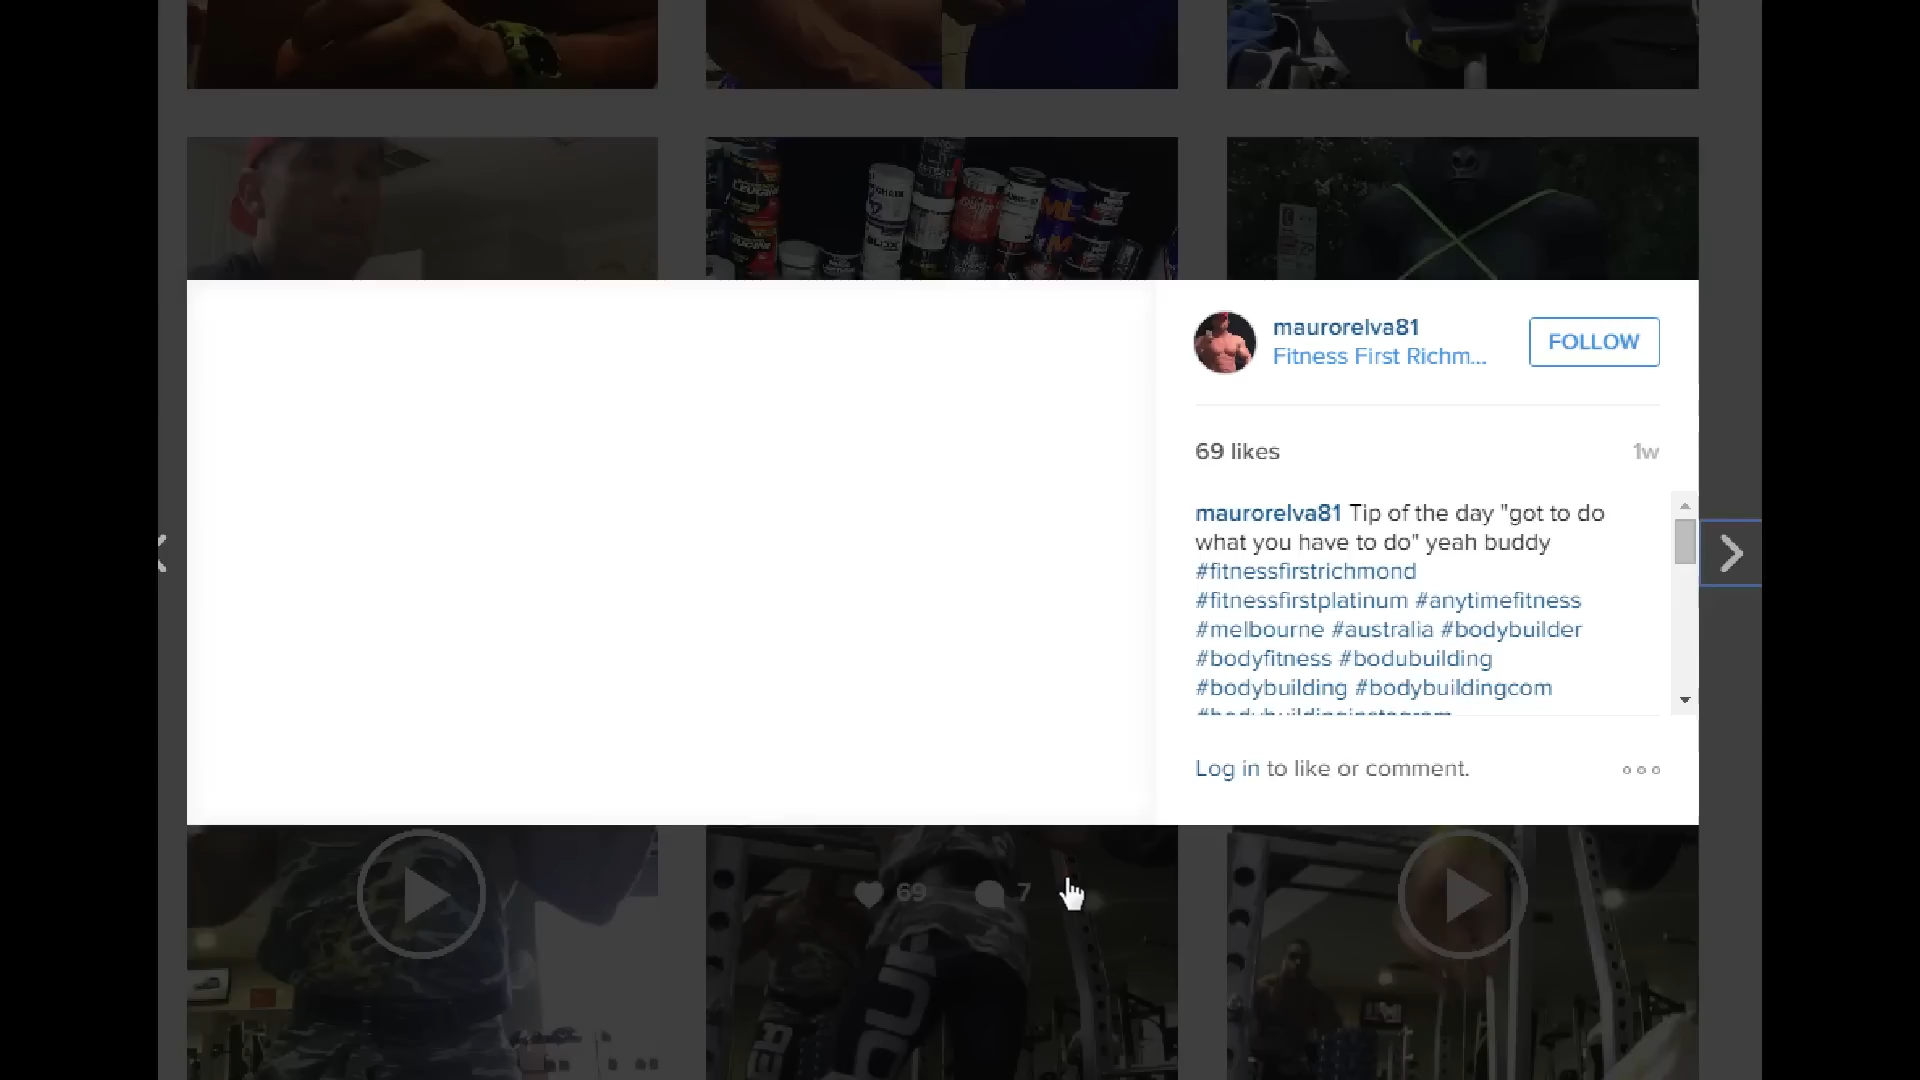 maurorelva81
Fitness First Richm...
FOLLOW
69 likes
1w
maurorelva81 Tip of the day "got to do
what you have to do" yeah buddy
#fitnessfirstrichmond
#fitnessfirstplatinum #anytimefitness
#melbourne #australia #bodybuilder
#bodyfitness #bodubuilding
#bodybuilding #bodybuildingcom
Log in to like or comment.
69 7